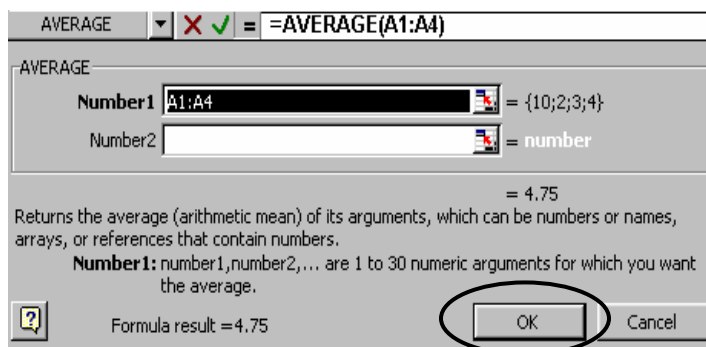 AVERAGE = =AVERAGE(A1:A4)
AVERAGE
Number1 A1:A4 = {10;2;3;4}
Number2 = number
= 4.75
Returns the average (arithmetic mean) of its arguments, which can be numbers or names,
arrays, or references that contain numbers.
Number1: number1,number2,... are 1 to 30 numeric arguments for which you want
the average.
? Formula result =4.75 OK Cancel